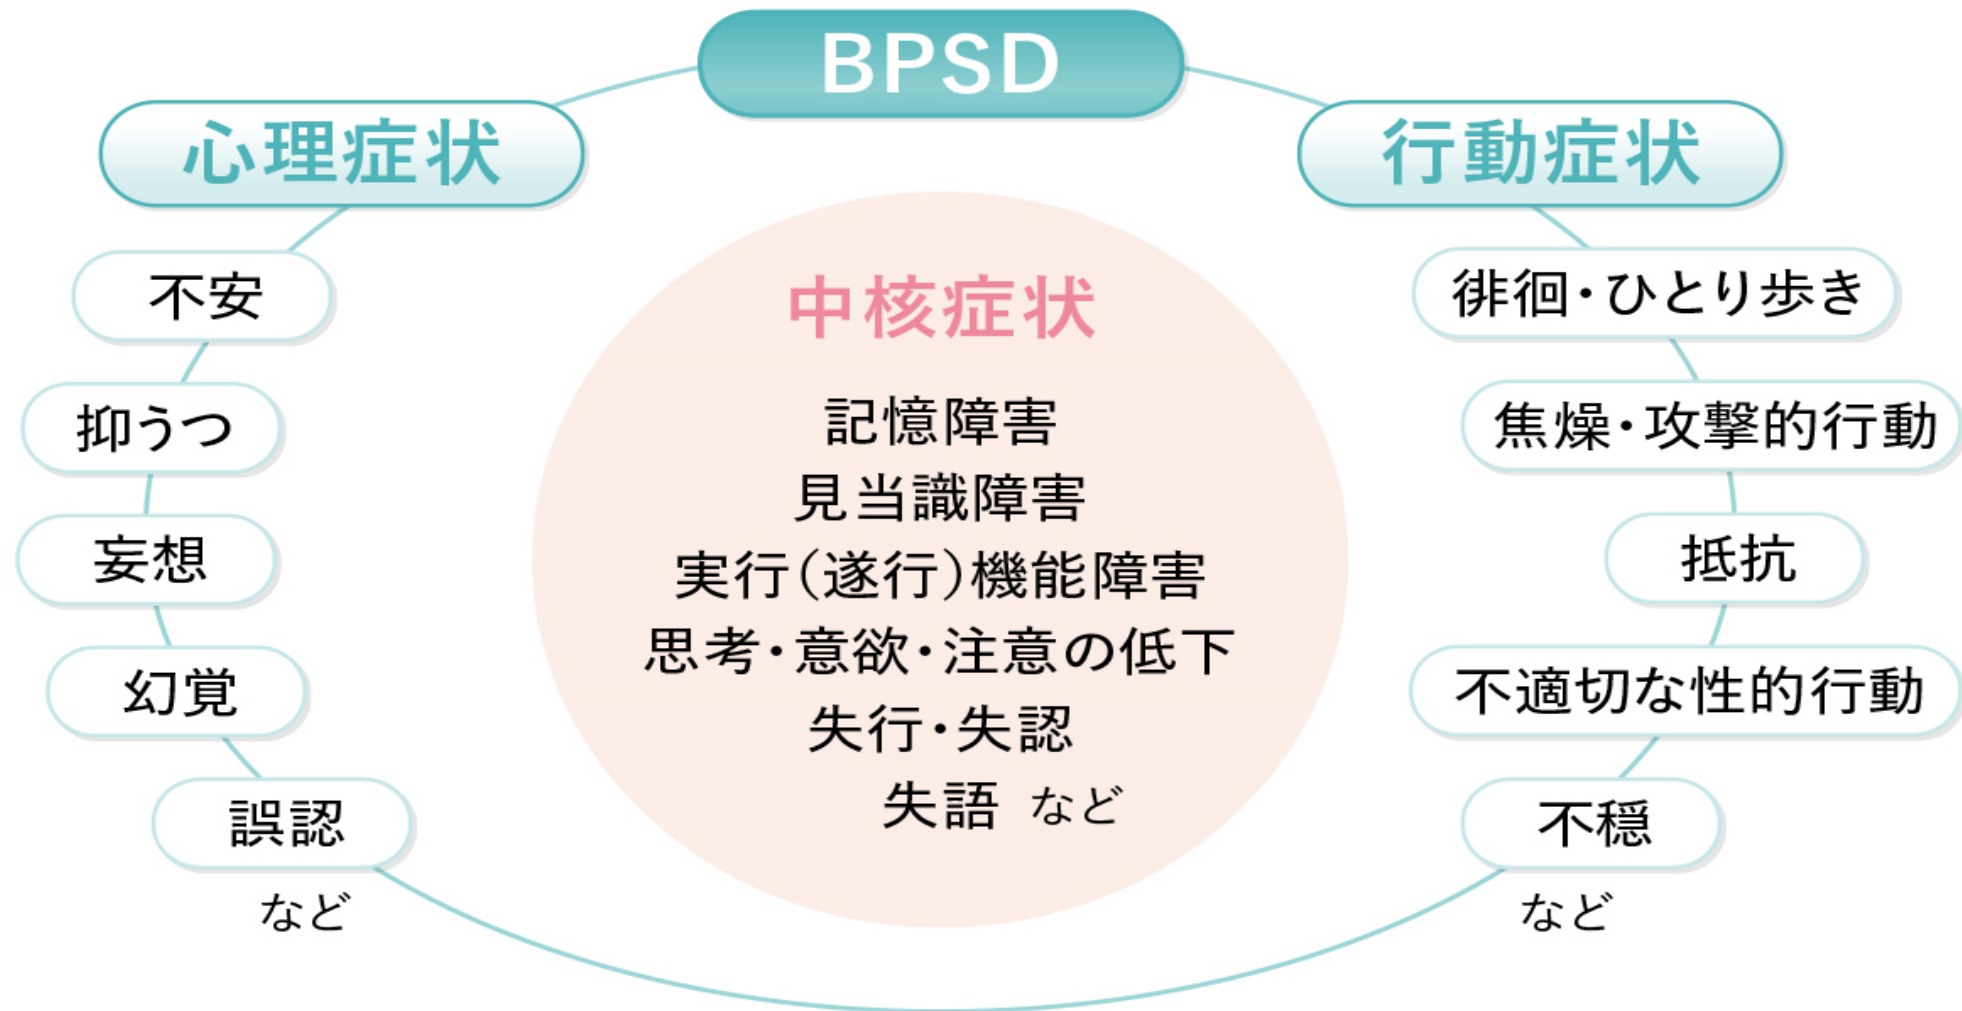 BPSD
心理症状
不安
抑うつ
妄想
幻覚
誤認
など
中核症状
記憶障害
見当識障害
実行(遂行)機能障害
思考・意欲・注意の低下
失行・失認
失語 など
行動症状
徘徊・ひとり歩き
焦燥・攻撃的行動
抵抗
不適切な性的行動
不穏
など